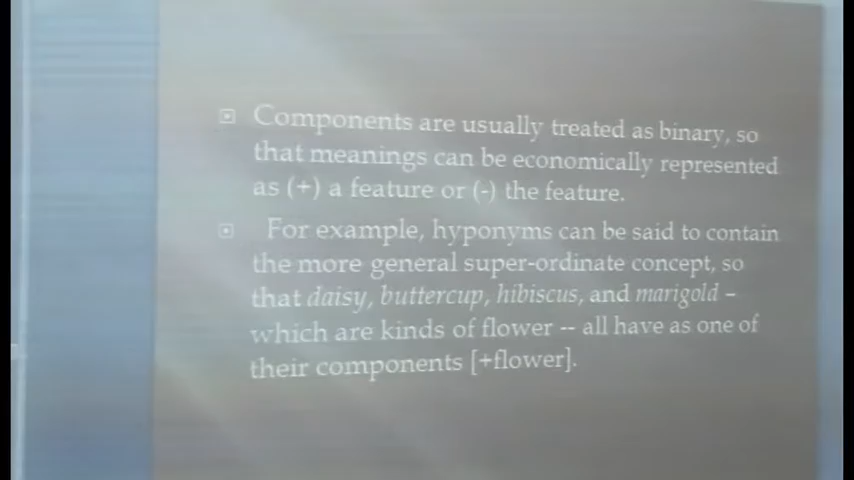 Components are usually treated as binary, so
that meanings can be economically represented
as (+) a feature or (-) the feature.
For example, hyponyms can be said to contain
the more general super-ordinate concept, so
that daisy, buttercup, hibiscus, and marigold –
which are kinds of flower -- all have as one of
their components [+flower].